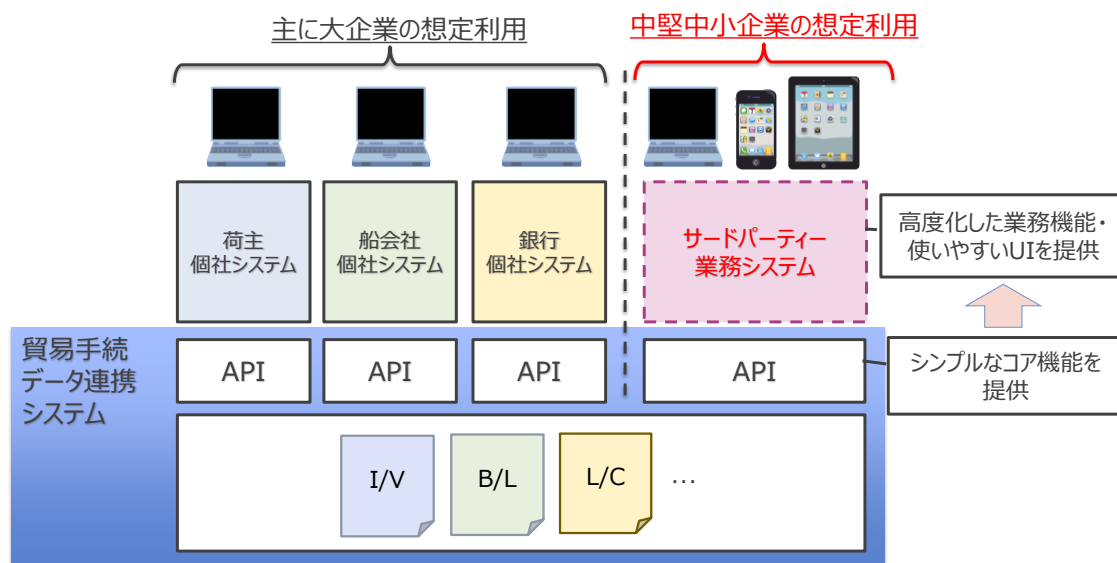 主に大企業の想定利用
中堅中小企業の想定利用
荷主
個社システム
船会社
個社システム
銀行
個社システム
サードパーティー
業務システム
高度化した業務機能・
使いやすいUIを提供
貿易手続
データ連携
システム
API
API
API
API
シンプルなコア機能を
提供
I/V
B/L
L/C
…